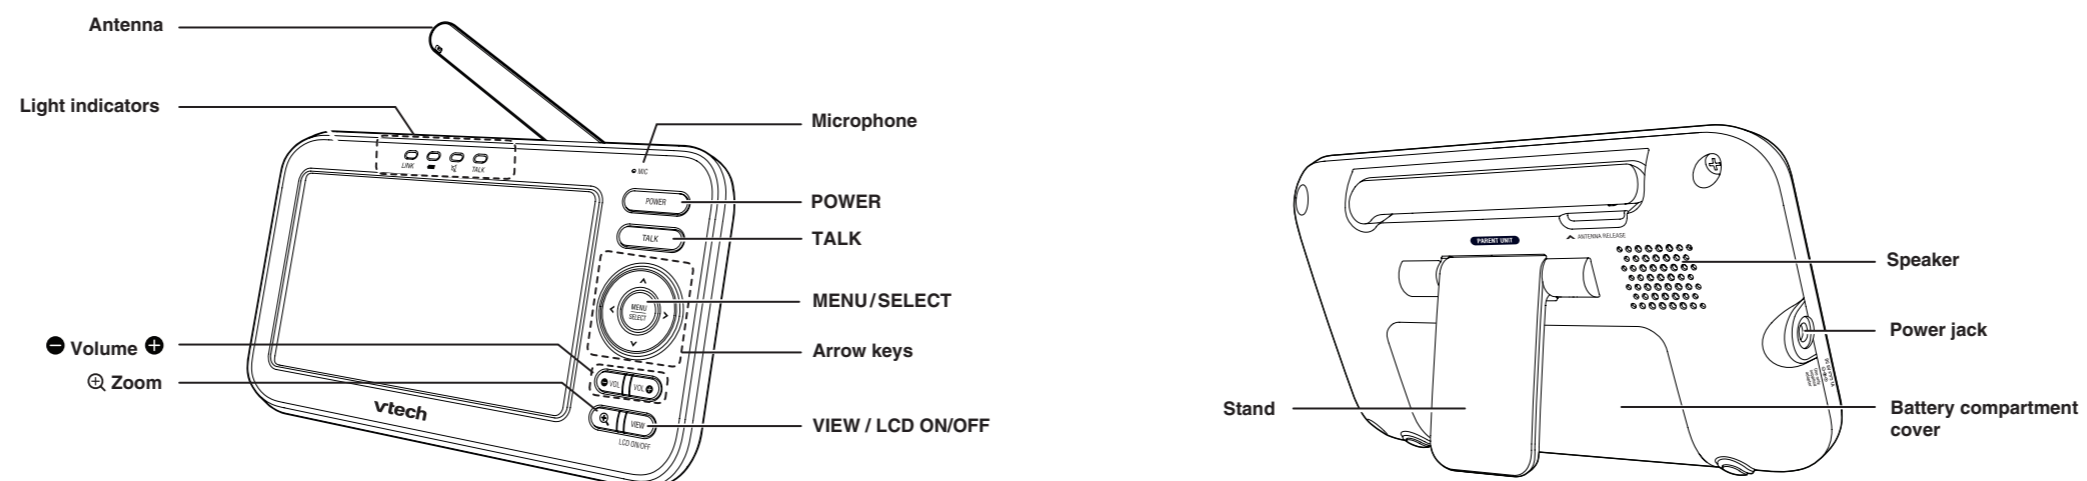 Antenna
Light indicators
LINK
TALK
Microphone
MIC
POWER
POWER
TALK
TALK
MENU/SELECT
MENU
SELECT
Arrow keys
Volume
VOL VOL
Zoom
VIEW
VIEW / LCD ON/OFF
LCD ON/OFF
vtech
ANTENNA RELEASE
PARENT UNIT
Speaker
Power jack
Stand
Battery compartment
cover